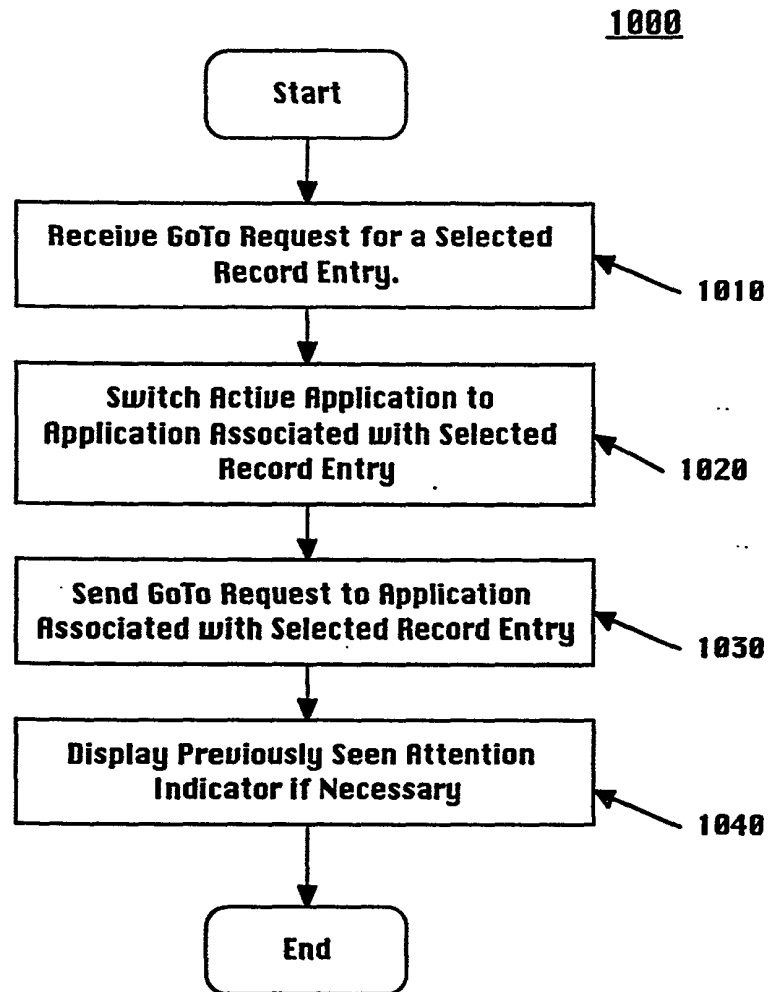 1000
Start
Receive GoTo Request for a Selected
Record Entry.
1010
Switch Active Application to
Application Associated with Selected
Record Entry
1020
Send GoTo Request to Application
Associated with Selected Record Entry
1030
Display Previously Seen Attention
Indicator if Necessary
1040
End